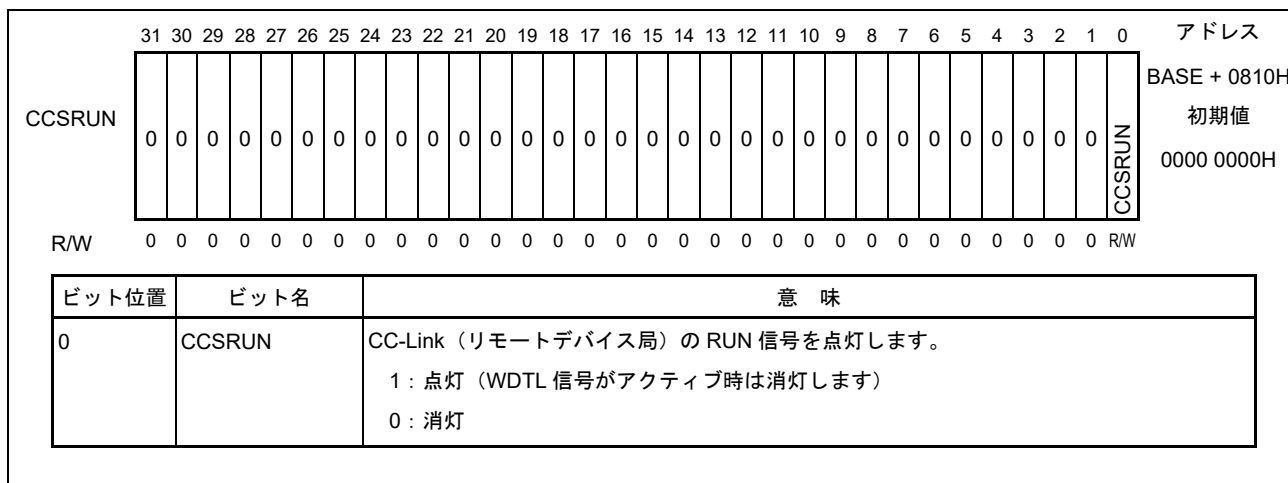 31 30 29 28 27 26 25 24 23 22 21 20 19 18 17 16 15 14 13 12 11 10 9 8 7 6 5 4 3 2 1 0 アドレス
BASE + 0810H
CCSRUN 0 0 0 0 0 0 0 0 0 0 0 0 0 0 0 0 0 0 0 0 0 0 0 0 0 0 0 0 0 0 0 CCSRUN
初期値
0000 0000H
R/W 0 0 0 0 0 0 0 0 0 0 0 0 0 0 0 0 0 0 0 0 0 0 0 0 0 0 0 0 0 0 0 R/W
ビット位置 ビット名 意 味
0 CCSRUN CC-Link(リモートデバイス局)の RUN 信号を点灯します。
1:点灯(WDTL 信号がアクティブ時は消灯します)
0:消灯